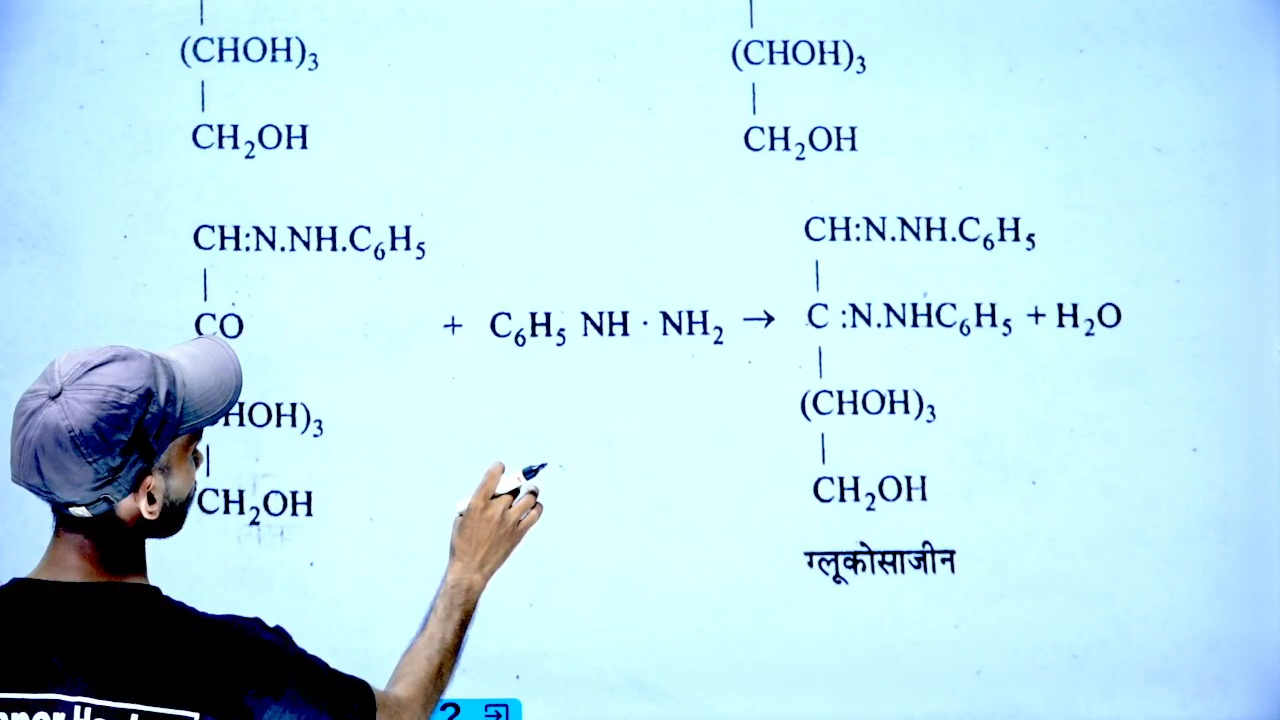 (CHOH)₃ (CHOH)₃
|
CH₂OH CH₂OH
CH:N.NH.C₆H₅ CH:N.NH.C₆H₅
|
CO + C₆H₅ NH · NH₂ → C :N.NHC₆H₅ + H₂O
|
HOH)₃ (CHOH)₃
|
CH₂OH CH₂OH
ग्लूकोसाजीन
?